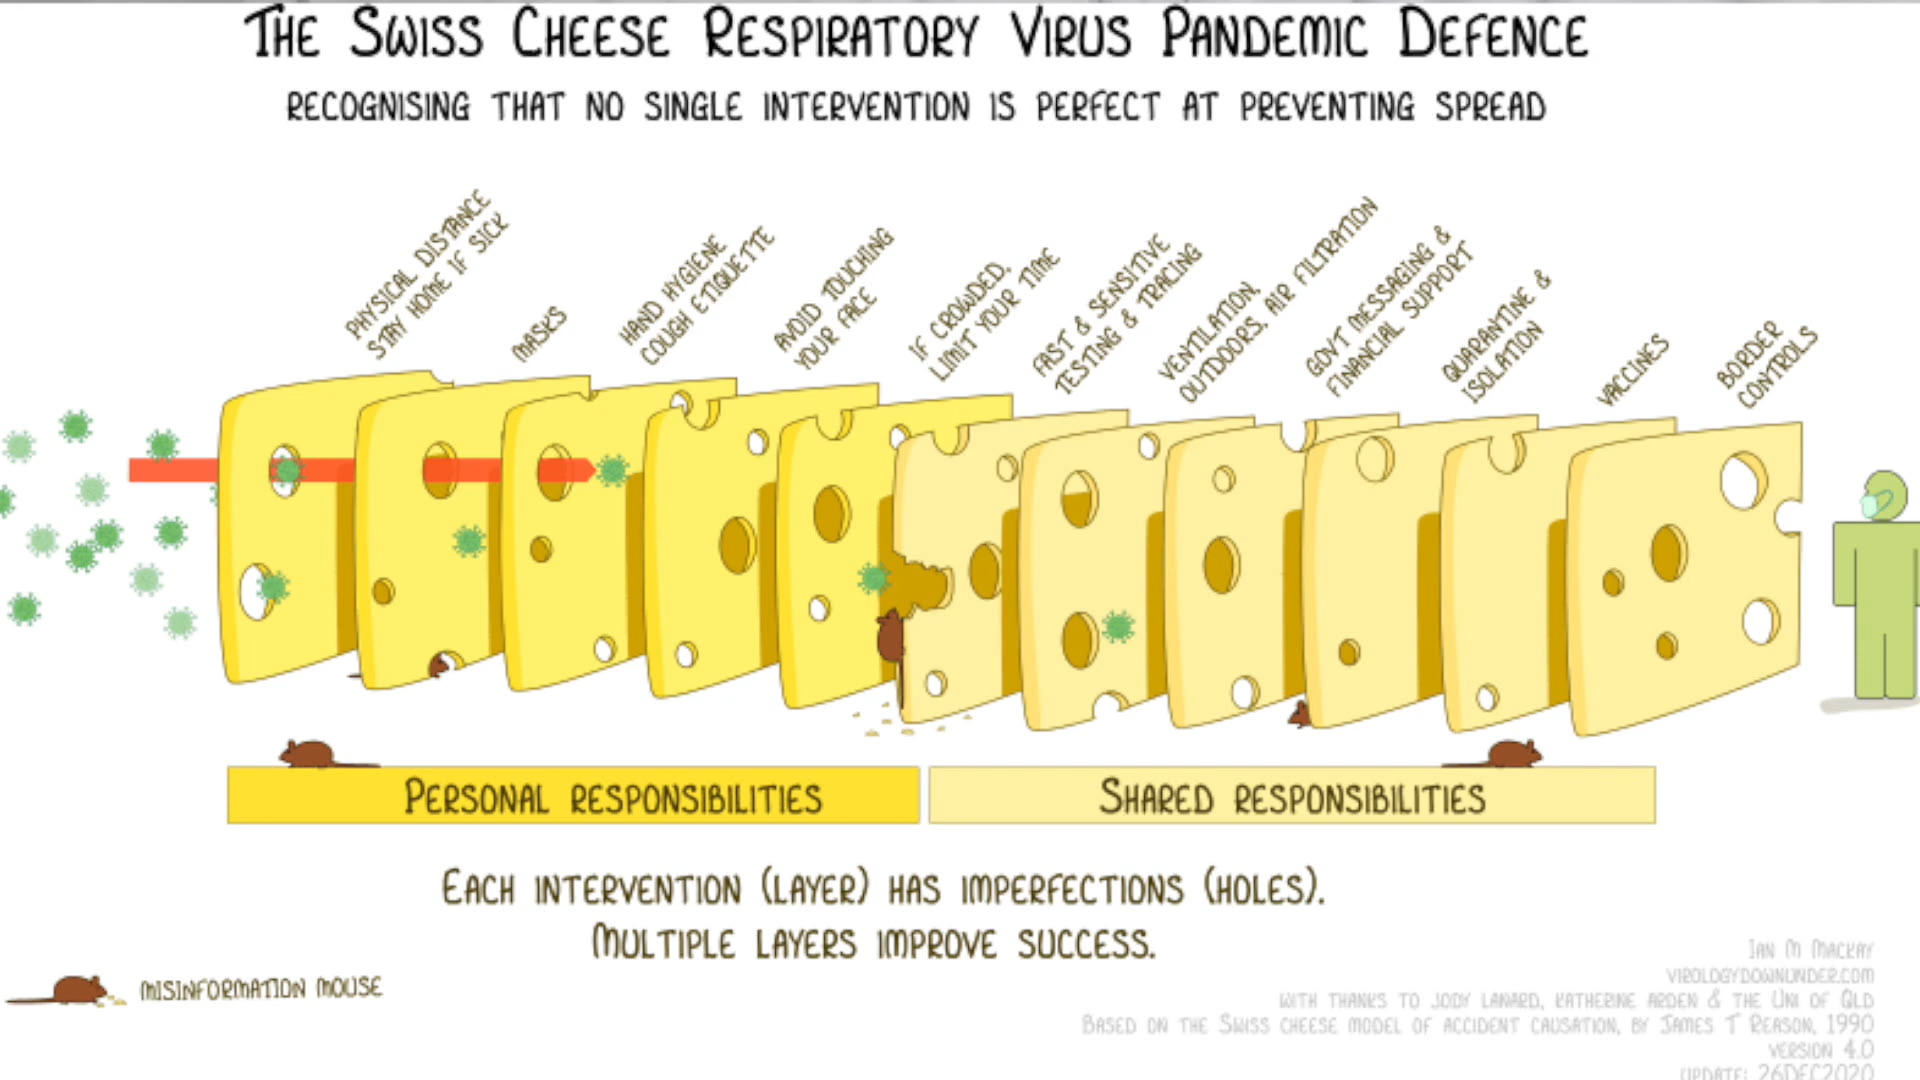 THE SWISS CHEESE RESPIRATORY VIRUS PANDEMIC DEFENCE
RECOGNISING THAT NO SINGLE INTERVENTION IS PERFECT AT PREVENTING SPREAD
PHYSICAL DISTANCE
STAY HOME IF SICK
MASKS
HAND HYGIENE
COUGH ETIQUETTE
AVOID TOUCHING
YOUR FACE
IF CROWDED,
LIMIT YOUR TIME
FAST & SENSITIVE
TESTING & TRACING
VENTILATION,
OUTDOORS, AIR FILTRATION
GOVT MESSAGING &
FINANCIAL SUPPORT
QUARANTINE &
ISOLATION
VACCINES
BORDER
CONTROLS
PERSONAL RESPONSIBILITIES
SHARED RESPONSIBILITIES
EACH INTERVENTION (LAYER) HAS IMPERFECTIONS (HOLES).
MULTIPLE LAYERS IMPROVE SUCCESS.
MISINFORMATION MOUSE
IAN M MACKAY
VIROLOGYDOWNUNDER.COM
WITH THANKS TO JODY LANARD, KATHERINE ARDEN & THE UNI OF QLD
BASED ON THE SWISS CHEESE MODEL OF ACCIDENT CAUSATION, BY JAMES T REASON, 1990
VERSION 4.0
UPDATE: 26DEC2020